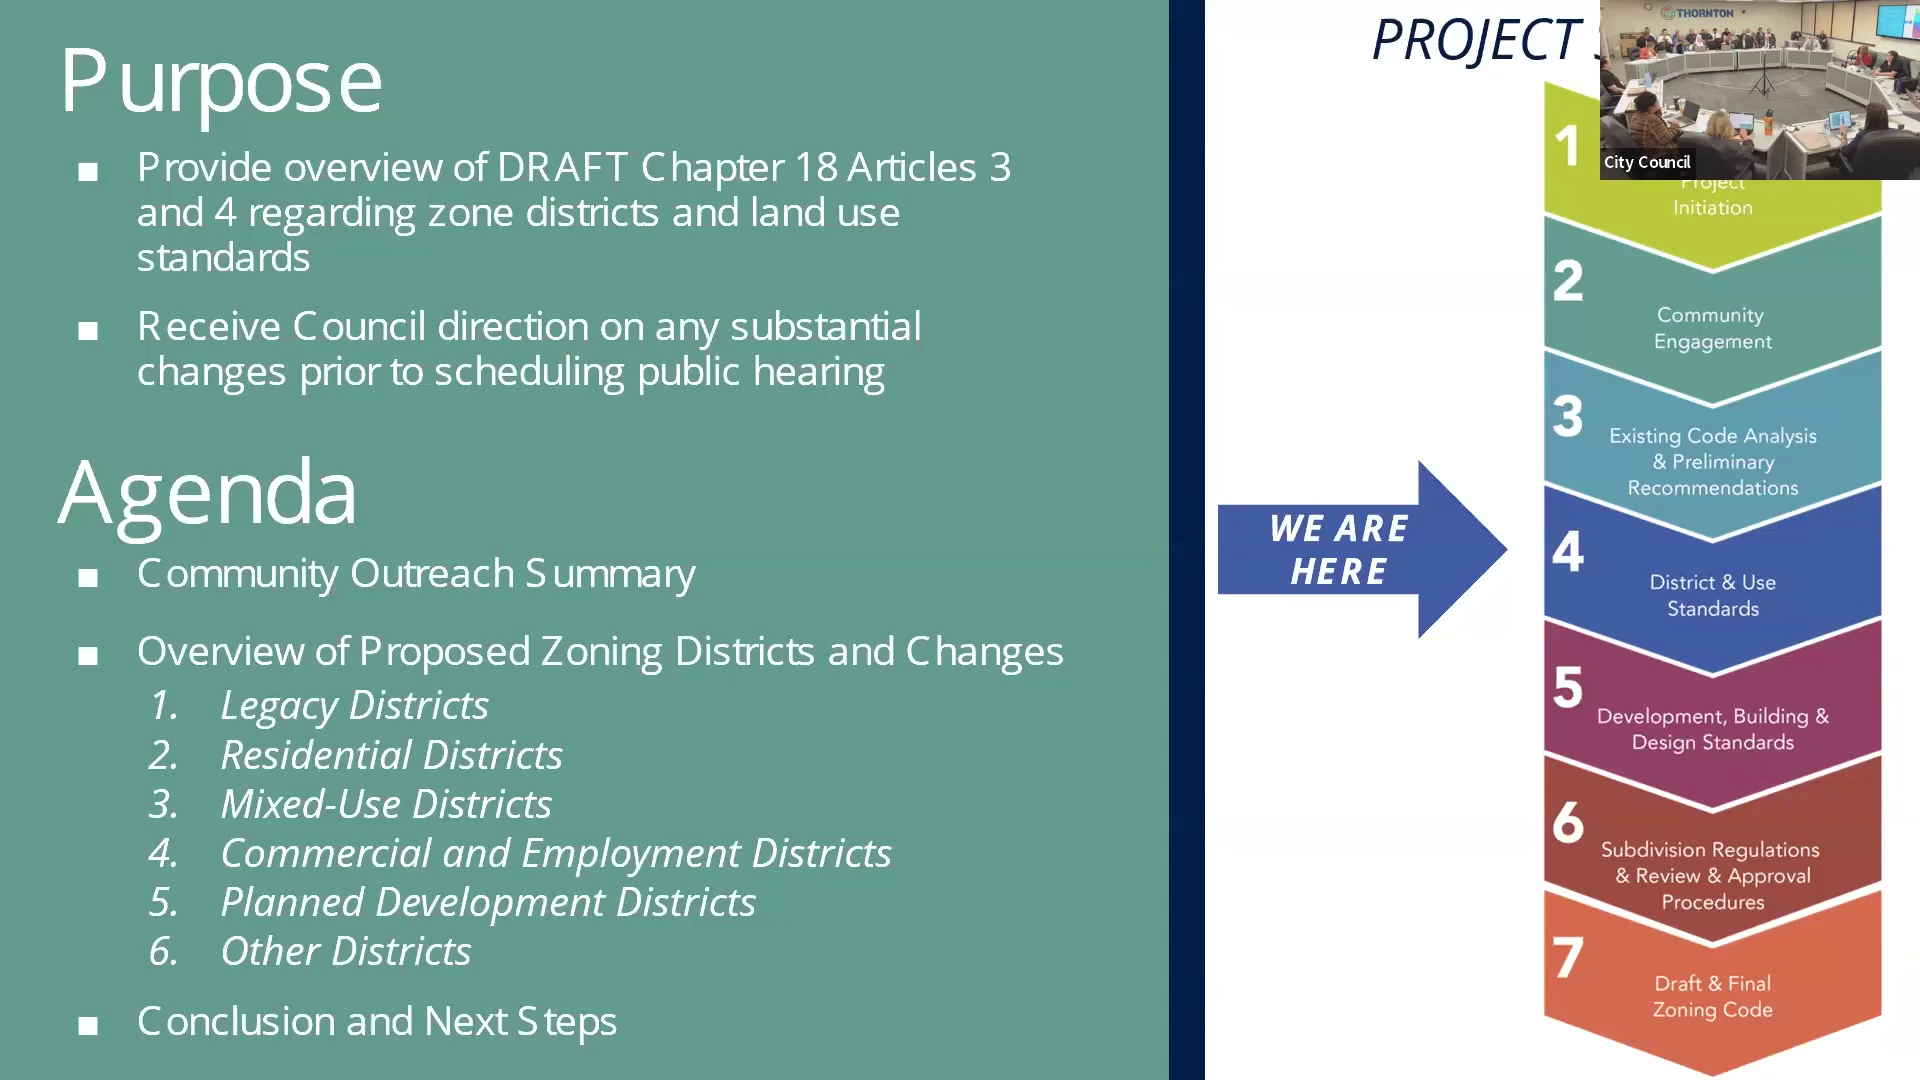 Purpose
▪ Provide overview of DRAFT Chapter 18 Articles 3
and 4 regarding zone districts and land use
standards
▪ Receive Council direction on any substantial
changes prior to scheduling public hearing
Agenda
▪ Community Outreach Summary
▪ Overview of Proposed Zoning Districts and Changes
1. Legacy Districts
2. Residential Districts
3. Mixed-Use Districts
4. Commercial and Employment Districts
5. Planned Development Districts
6. Other Districts
▪ Conclusion and Next Steps
PROJECT
THORNTON
City Council
WE ARE
HERE
1
Project
Initiation
2
Community
Engagement
3
Existing Code Analysis
& Preliminary
Recommendations
4
District & Use
Standards
5
Development, Building &
Design Standards
6
Subdivision Regulations
& Review & Approval
Procedures
7
Draft & Final
Zoning Code